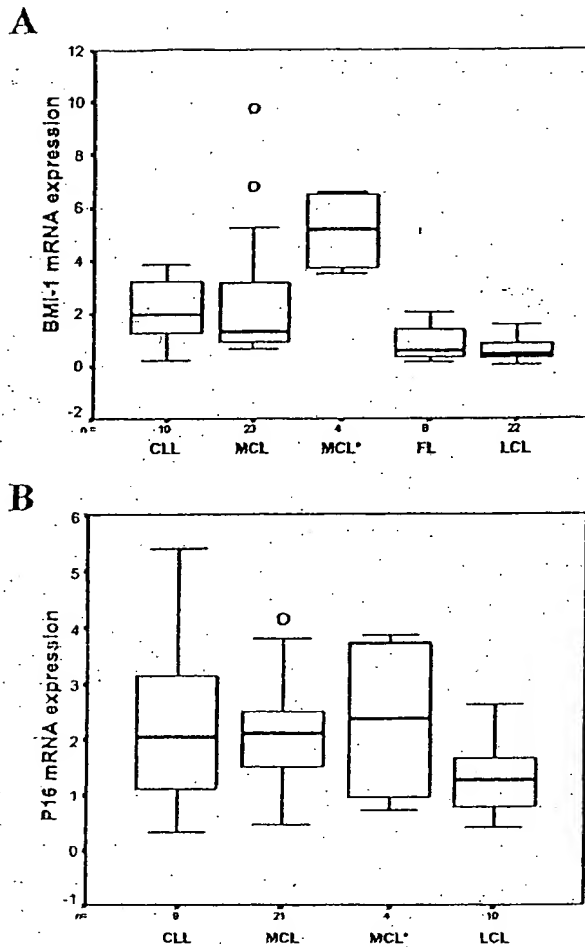 A
12
10
8
6
4
2
0
-2
BMI-1 mRNA expression
n= 10 23 4 8 22
CLL MCL MCL* FL LCL
B
6
5
4
3
2
1
0
-1
P16 mRNA expression
n= 9 21 4 10
CLL MCL MCL* LCL